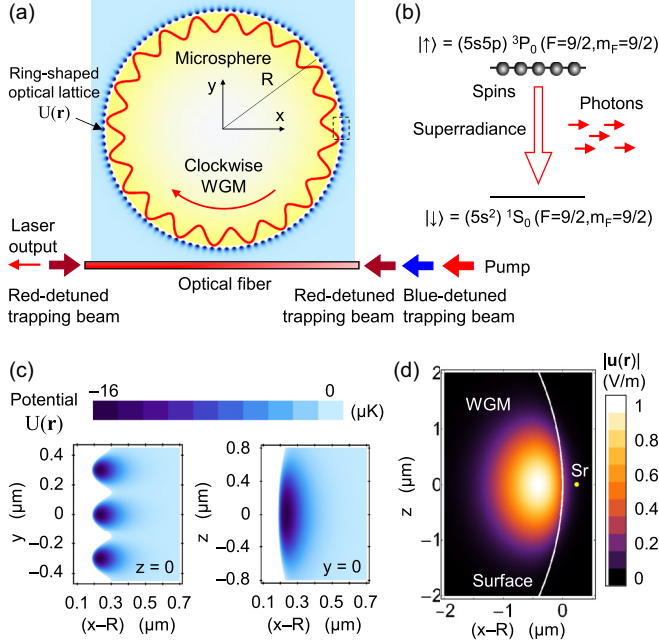 (a)
Microsphere
R
y
x
Ring-shaped
optical lattice
U(r)
Clockwise
WGM
Laser
output
Pump
Optical fiber
Red-detuned
trapping beam
Red-detuned
trapping beam
Blue-detuned
trapping beam
(b)
|↑⟩ = (5s5p) ³P₀ (F=9/2,m_F=9/2)
Spins
Photons
Superradiance
|↓⟩ = (5s²) ¹S₀ (F=9/2,m_F=9/2)
(c)
Potential
U(r)
−16
0
(μK)
0.4
0.2
0
−0.2
−0.4
y (μm)
z = 0
0.1 0.3 0.5 0.7
(x−R) (μm)
0.8
0.4
0
−0.4
−0.8
z (μm)
y = 0
0.1 0.3 0.5 0.7
(x−R) (μm)
(d)
|u(r)|
(V/m)
2
1
0
−1
−2
z (μm)
WGM
Sr
Surface
−2 −1 0
(x−R) (μm)
1
0.8
0.6
0.4
0.2
0